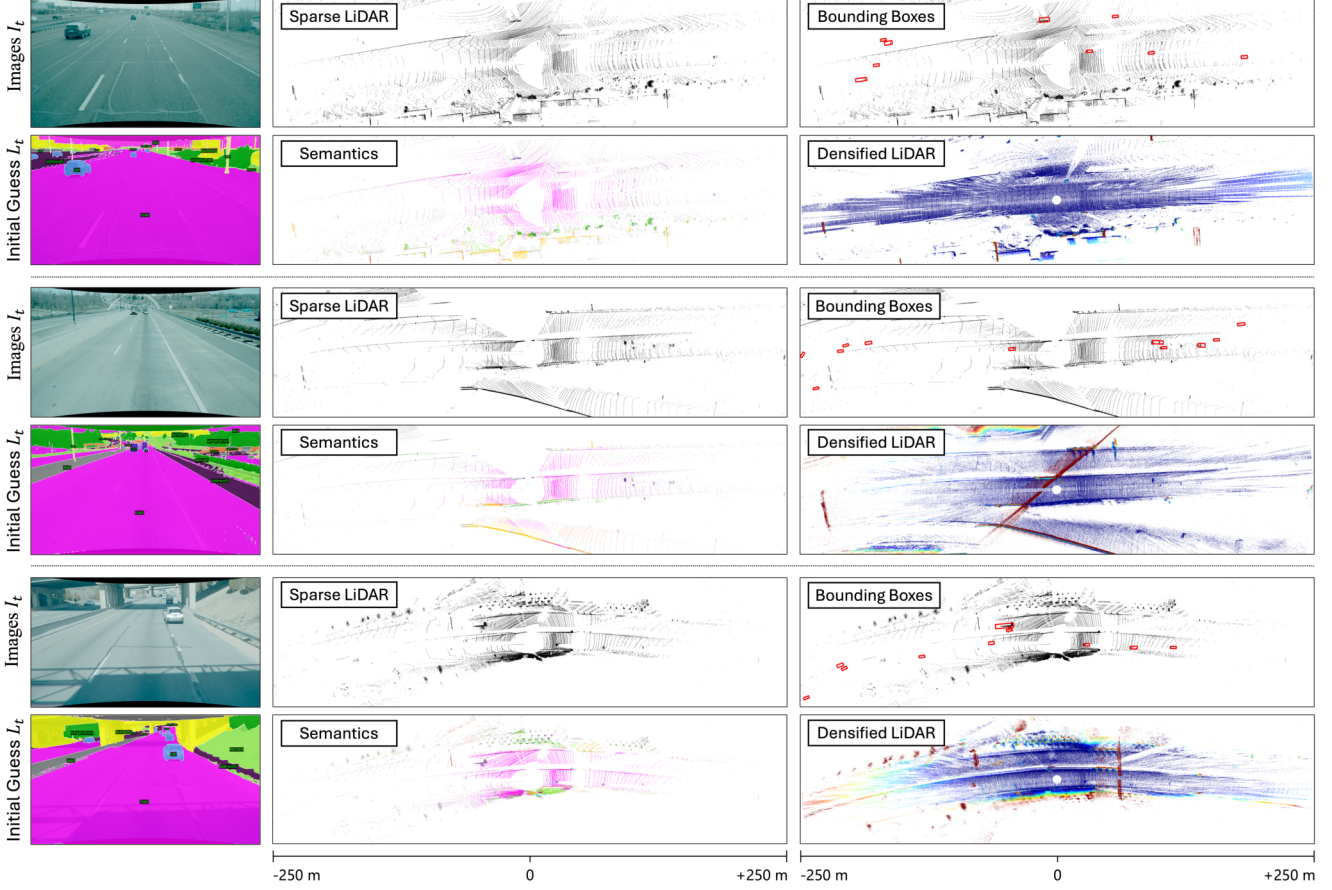 Images I_t
Sparse LiDAR
Bounding Boxes
Initial Guess L_t
Semantics
Densified LiDAR
Images I_t
Sparse LiDAR
Bounding Boxes
Initial Guess L_t
Semantics
Densified LiDAR
Images I_t
Sparse LiDAR
Bounding Boxes
Initial Guess L_t
Semantics
Densified LiDAR
-250 m 0 +250 m -250 m 0 +250 m